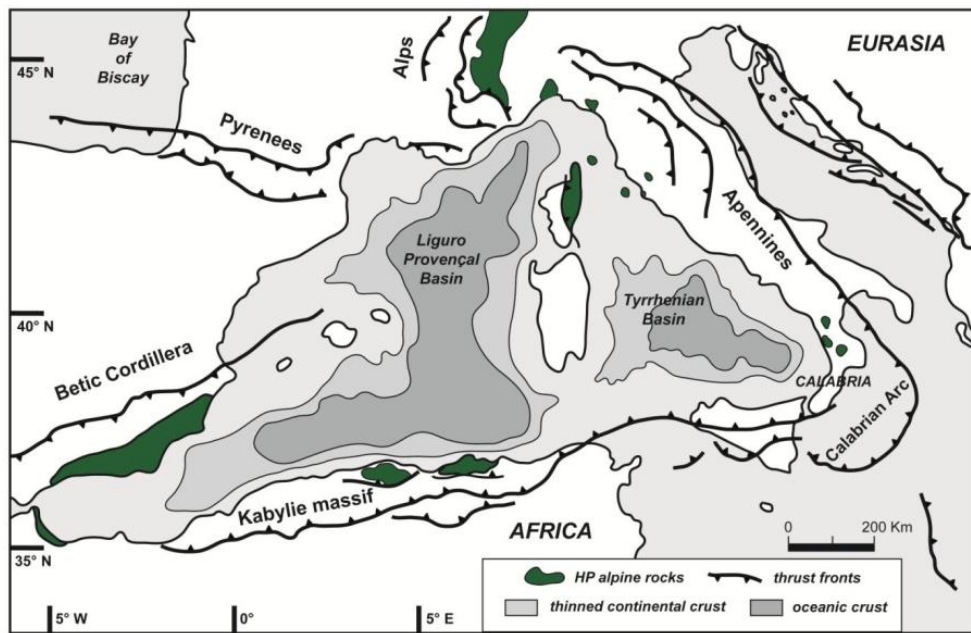 Bay
of
Biscay
45° N
Alps
EURASIA
Pyrenees
Apennines
Liguro
Provençal
Basin
Tyrrhenian
Basin
40° N
Betic Cordillera
CALABRIA
Calabrian Arc
Kabylie massif
AFRICA
0
200 Km
35° N
HP alpine rocks
thrust fronts
thinned continental crust
oceanic crust
5° W
0°
5° E